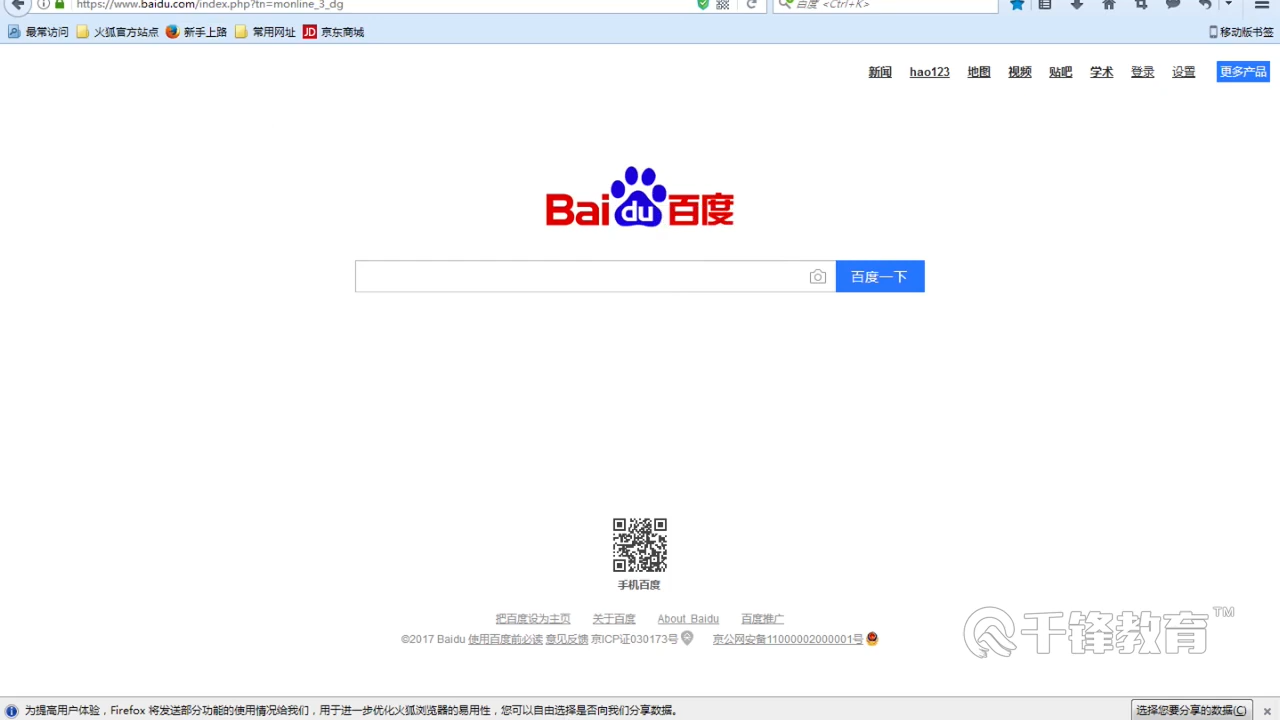 https://www.baidu.com/index.php?tn=monline_3_dg 百度 <Ctrl+K>
最常访问 火狐官方站点 新手上路 常用网址 JD 京东商城 移动版书签
新闻 hao123 地图 视频 贴吧 学术 登录 设置 更多产品
Bai du 百度
百度一下
手机百度
把百度设为主页 关于百度 About Baidu 百度推广
©2017 Baidu 使用百度前必读 意见反馈 京ICP证030173号 京公网安备11000002000001号
千锋教育™
为提高用户体验，Firefox 将发送部分功能的使用情况给我们，用于进一步优化火狐浏览器的易用性，您可以自由选择是否向我们分享数据。 选择您要分享的数据(C)